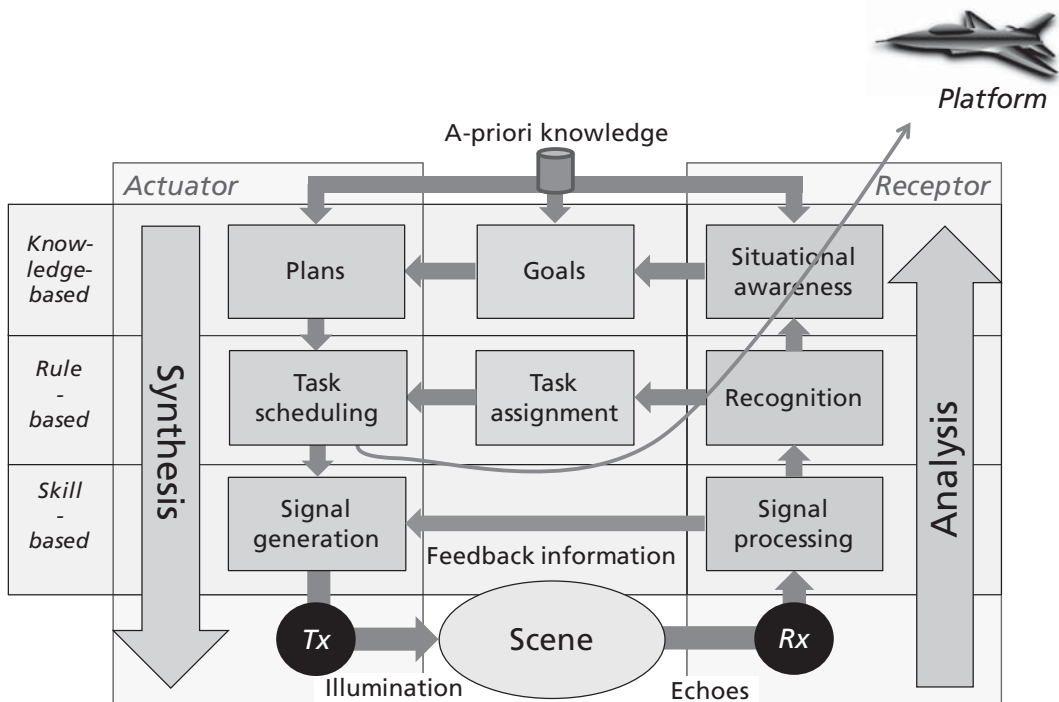 Platform
A-priori knowledge
Actuator
Receptor
Know-
ledge-
based
Plans
Goals
Situational
awareness
Rule
-
based
Task
scheduling
Task
assignment
Recognition
Synthesis
Analysis
Skill
-
based
Signal
generation
Feedback information
Signal
processing
Tx
Scene
Rx
Illumination
Echoes